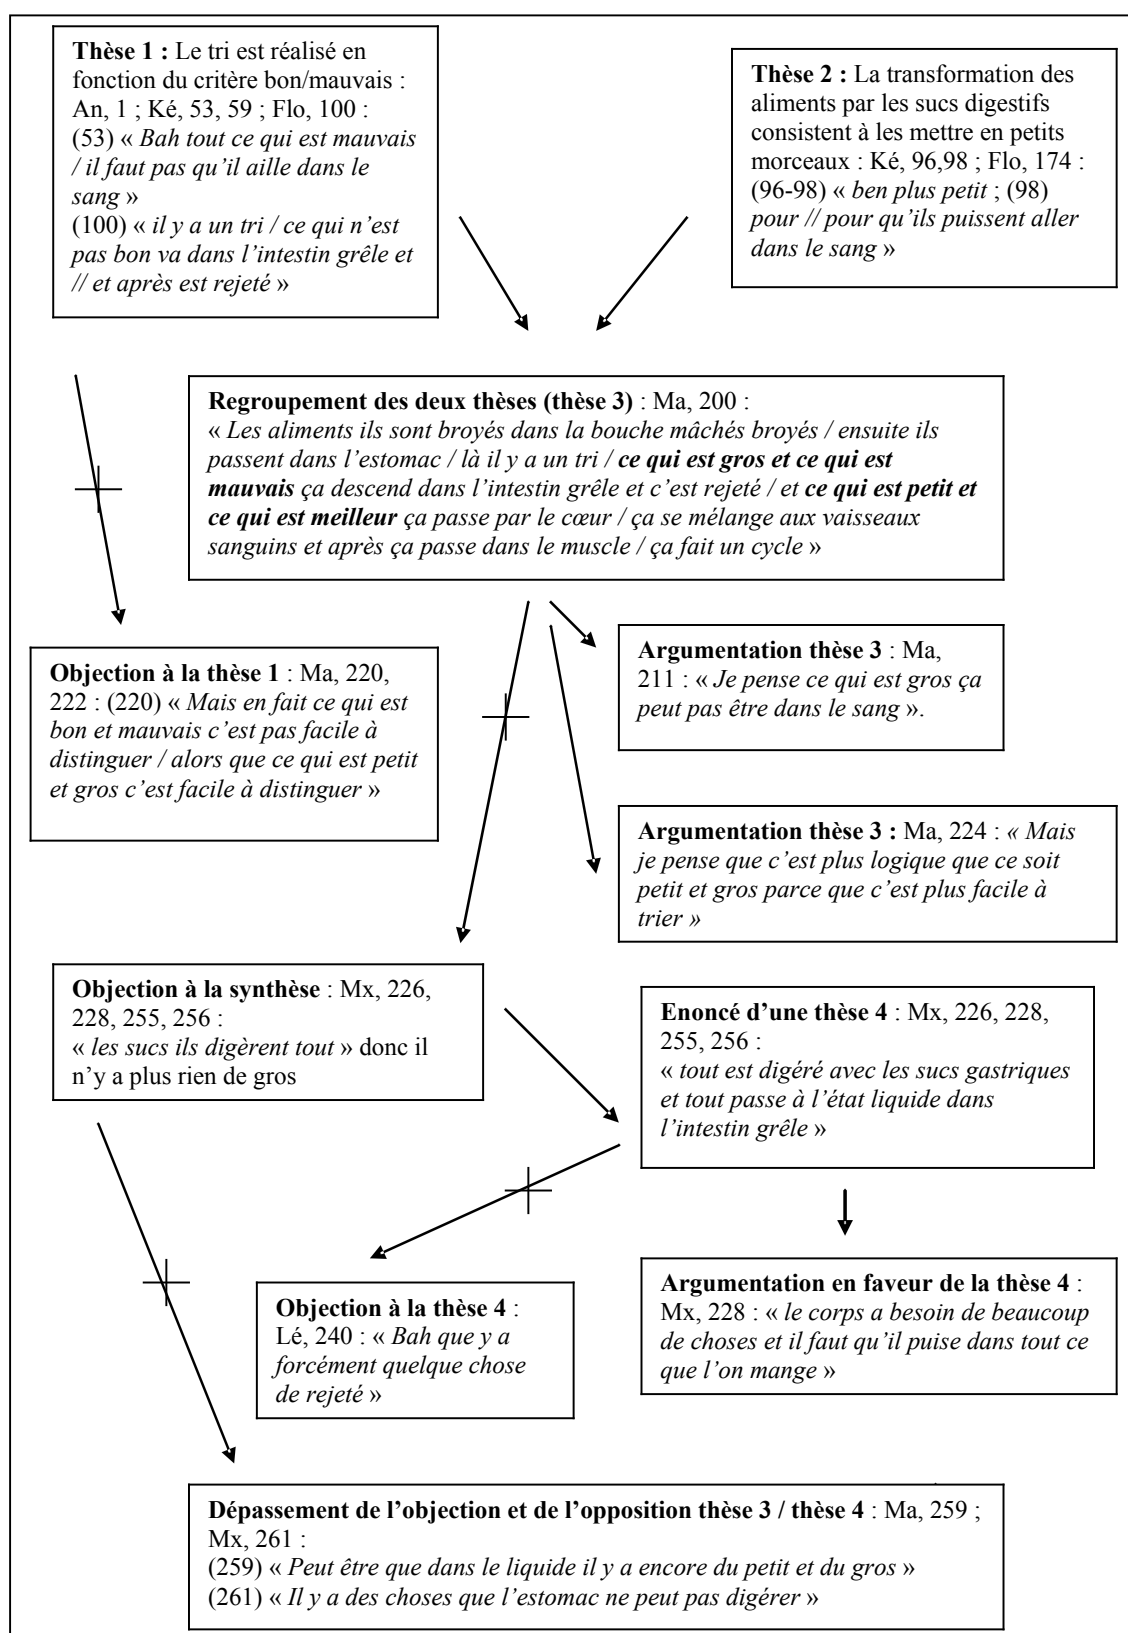 Thèse 1 : Le tri est réalisé en
fonction du critère bon/mauvais :
An, 1 ; Ké, 53, 59 ; Flo, 100 :
(53) « Bah tout ce qui est mauvais
/ il faut pas qu’il aille dans le
sang »
(100) « il y a un tri / ce qui n’est
pas bon va dans l’intestin grêle et
// et après est rejeté »
Thèse 2 : La transformation des
aliments par les sucs digestifs
consistent à les mettre en petits
morceaux : Ké, 96,98 ; Flo, 174 :
(96-98) « ben plus petit ; (98)
pour // pour qu’ils puissent aller
dans le sang »
Regroupement des deux thèses (thèse 3) : Ma, 200 :
« Les aliments ils sont broyés dans la bouche mâchés broyés / ensuite ils
passent dans l’estomac / là il y a un tri / ce qui est gros et ce qui est
mauvais ça descend dans l’intestin grêle et c’est rejeté / et ce qui est petit et
ce qui est meilleur ça passe par le cœur / ça se mélange aux vaisseaux
sanguins et après ça passe dans le muscle / ça fait un cycle »
Objection à la thèse 1 : Ma, 220,
222 : (220) « Mais en fait ce qui est
bon et mauvais c’est pas facile à
distinguer / alors que ce qui est petit
et gros c’est facile à distinguer »
Argumentation thèse 3 : Ma,
211 : « Je pense ce qui est gros ça
peut pas être dans le sang ».
Argumentation thèse 3 : Ma, 224 : « Mais
je pense que c’est plus logique que ce soit
petit et gros parce que c’est plus facile à
trier »
Objection à la synthèse : Mx, 226,
228, 255, 256 :
« les sucs ils digèrent tout » donc il
n’y a plus rien de gros
Enoncé d’une thèse 4 : Mx, 226, 228,
255, 256 :
« tout est digéré avec les sucs gastriques
et tout passe à l’état liquide dans
l’intestin grêle »
Objection à la thèse 4 :
Lé, 240 : « Bah que y a
forcément quelque chose
de rejeté »
Argumentation en faveur de la thèse 4 :
Mx, 228 : « le corps a besoin de beaucoup
de choses et il faut qu’il puise dans tout ce
que l’on mange »
Dépassement de l’objection et de l’opposition thèse 3 / thèse 4 : Ma, 259 ;
Mx, 261 :
(259) « Peut être que dans le liquide il y a encore du petit et du gros »
(261) « Il y a des choses que l’estomac ne peut pas digérer »